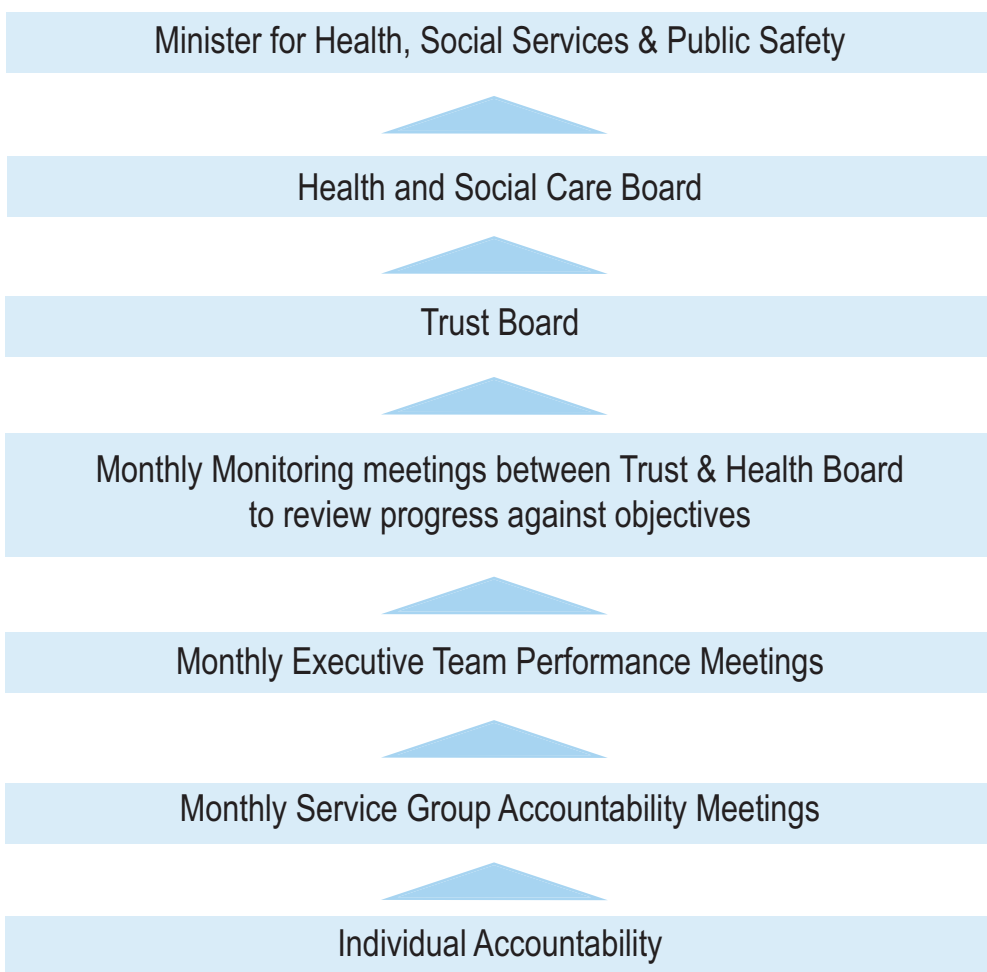 Minister for Health, Social Services & Public Safety
Health and Social Care Board
Trust Board
Monthly Monitoring meetings between Trust & Health Board
to review progress against objectives
Monthly Executive Team Performance Meetings
Monthly Service Group Accountability Meetings
Individual Accountability